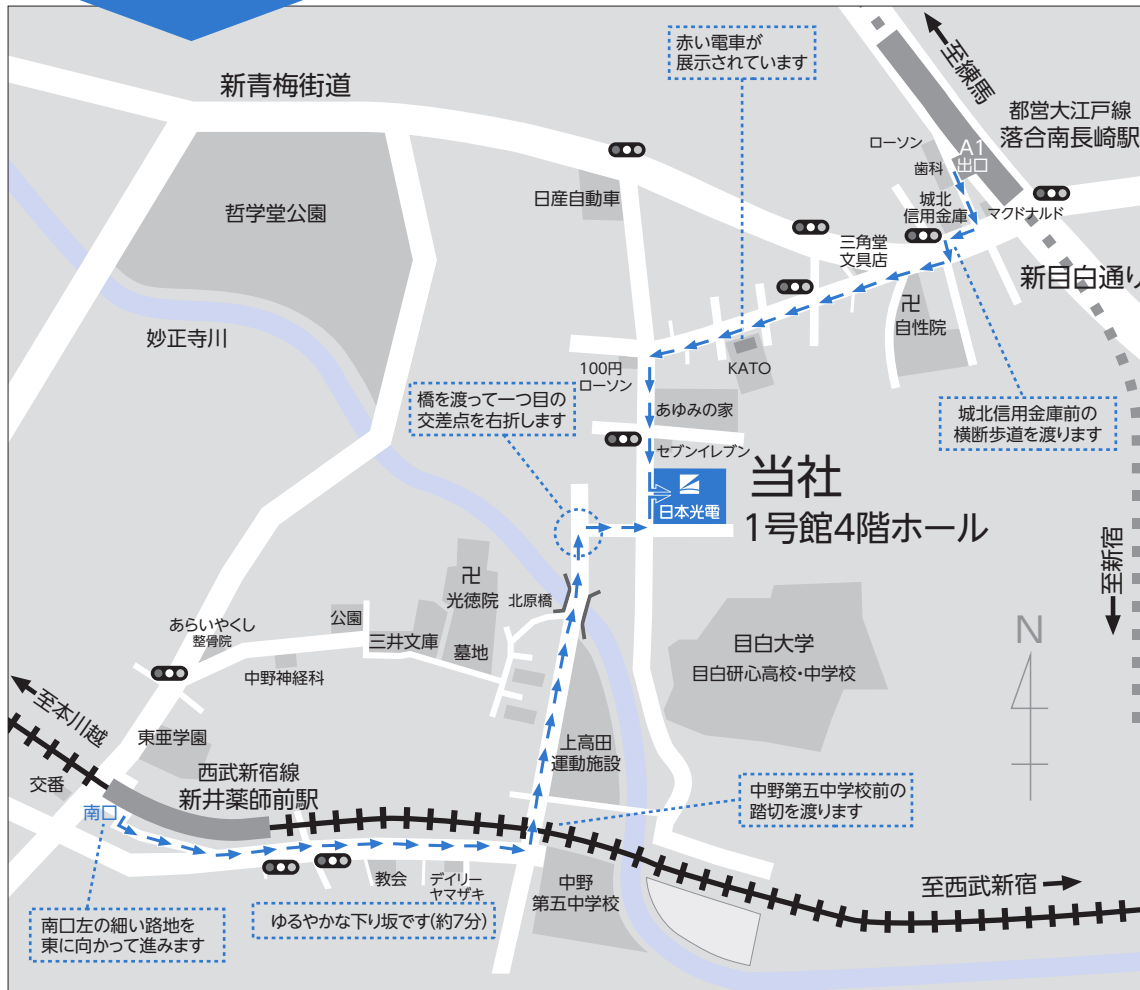 赤い電車が
展示されています
至練馬
新青梅街道
都営大江戸線
落合南長崎駅
ローソン
A1
出口
歯科
日産自動車
城北
信用金庫
マクドナルド
哲学堂公園
三角堂
文具店
新目白通り
卍
自性院
妙正寺川
100円
ローソン
KATO
橋を渡って一つ目の
交差点を右折します
あゆみの家
城北信用金庫前の
横断歩道を渡ります
セブンイレブン
当社
1号館4階ホール
日本光電
至新宿
卍
光徳院
北原橋
公園
あらいやくし
整骨院
三井文庫
墓地
中野神経科
目白大学
目白研心高校・中学校
N
至本川越
東亜学園
上高田
運動施設
西武新宿線
新井薬師前駅
交番
南口
中野第五中学校前の
踏切を渡ります
教会
デイリー
ヤマザキ
中野
第五中学校
至西武新宿
南口左の細い路地を
東に向かって進みます
ゆるやかな下り坂です(約7分)